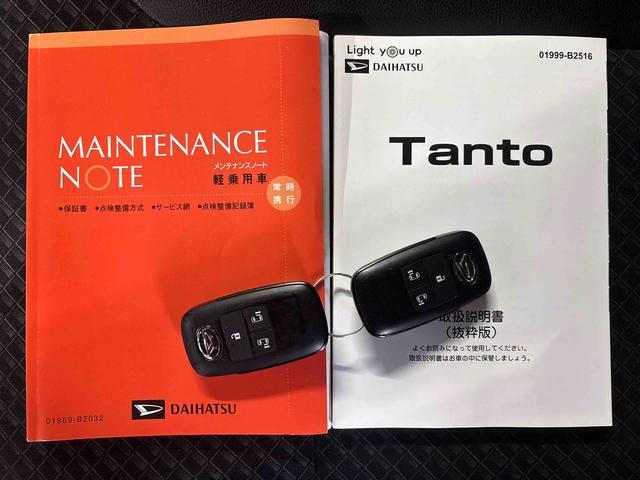 MAINTENANCE
NOTE
メンテナンスノート
軽乗用車
常時
携行
●保証書 ●点検整備方式 ●サービス網 ●点検整備記録簿
DAIHATSU
01989-B2032
Light you up
DAIHATSU
01999-B2516
Tanto
取扱説明書
(抜粋版)
よくお読みになって使用してください。
取扱説明書はお車の中に保管しましょう。